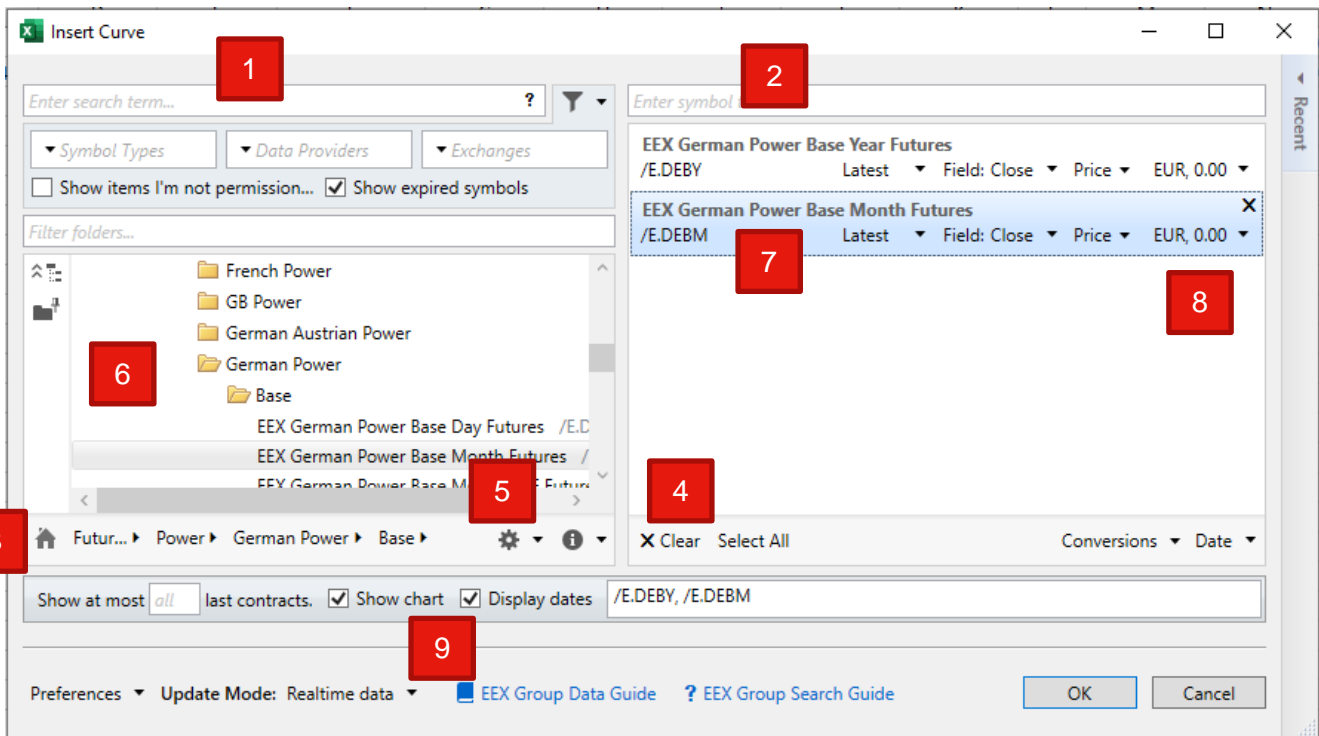 Insert Curve
1
2
Enter search term... ?
Enter symbol
Recent
Symbol Types Data Providers Exchanges
Show items I'm not permission... Show expired symbols
Filter folders...
EEX German Power Base Year Futures
/E.DEBY Latest Field: Close Price EUR, 0.00
EEX German Power Base Month Futures
/E.DEBM Latest Field: Close Price EUR, 0.00
7
8
French Power
GB Power
German Austrian Power
German Power
6
Base
EEX German Power Base Day Futures /E.D
EEX German Power Base Month Futures /
EEX German Power Base
5
4
Futur... Power German Power Base
Clear Select All Conversions Date
Show at most all last contracts. Show chart Display dates /E.DEBY, /E.DEBM
9
Preferences Update Mode: Realtime data EEX Group Data Guide ? EEX Group Search Guide OK Cancel